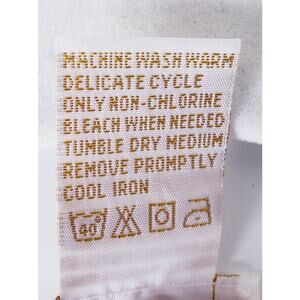 MACHINE WASH WARM
DELICATE CYCLE
ONLY NON-CHLORINE
BLEACH WHEN NEEDED
TUMBLE DRY MEDIUM
REMOVE PROMPTLY
COOL IRON
40